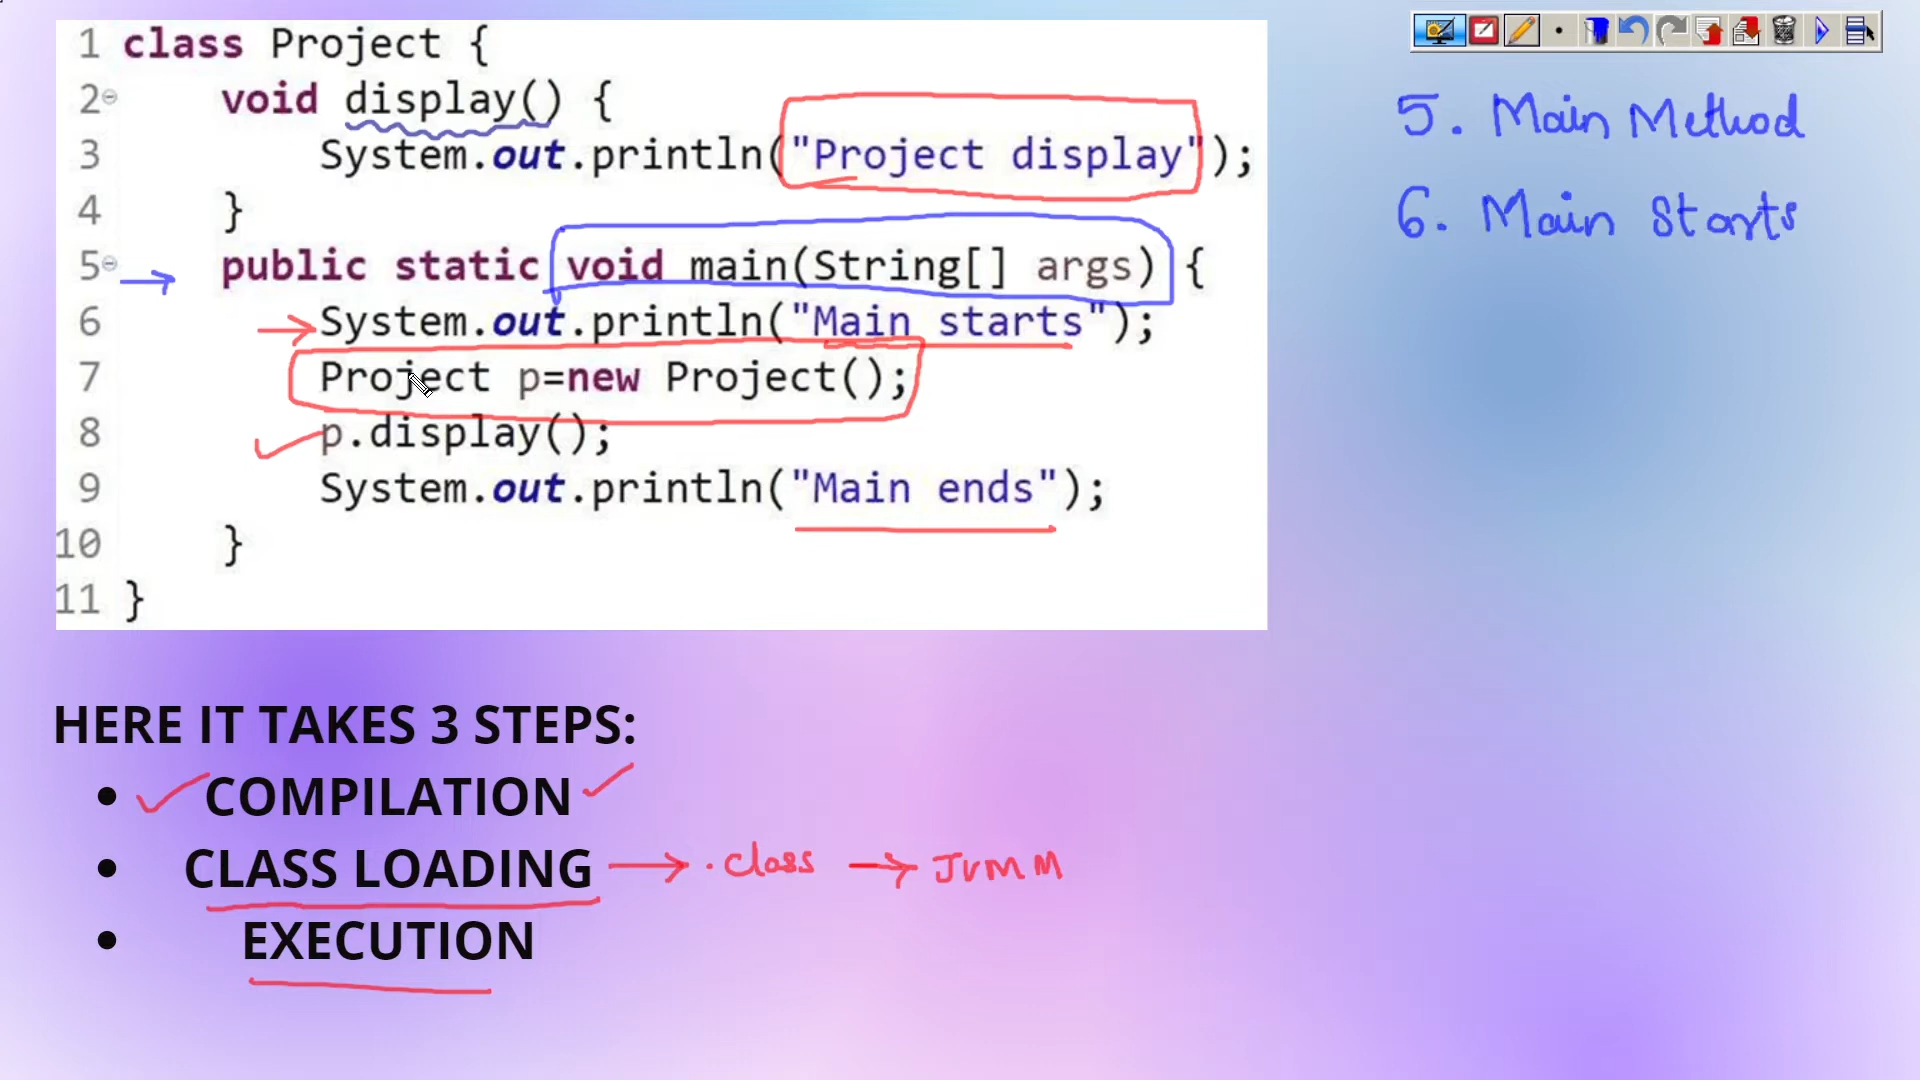 1 class Project {
2 void display() {
3 System.out.println("Project display");
4 }
5 public static void main(String[] args) {
6 System.out.println("Main starts");
7 Project p=new Project();
8 p.display();
9 System.out.println("Main ends");
10 }
11 }
5. Main Method
6. Main Starts
HERE IT TAKES 3 STEPS:
• COMPILATION
• CLASS LOADING → .class → JVM M
• EXECUTION